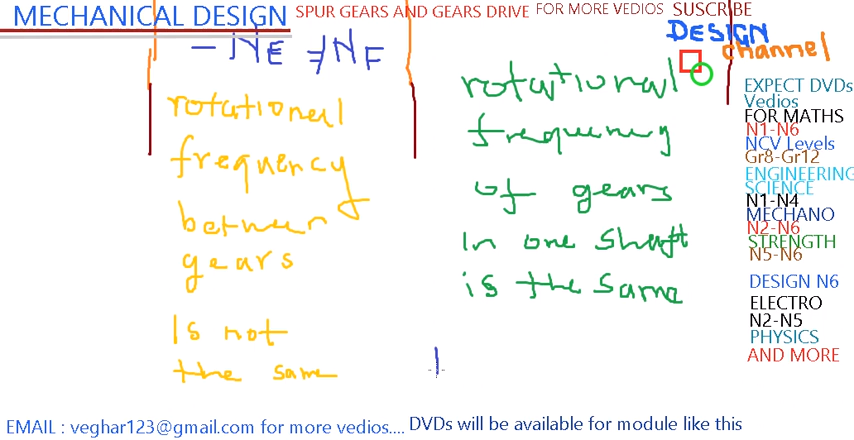 MECHANICAL DESIGN SPUR GEARS AND GEARS DRIVE FOR MORE VEDIOS SUSCRIBE
DESIGN
channel
- NE ≠ NF
rotational
frequency
between
gears
Is not
the same
rotational
frequency
of gears
in one shaft
is the same
EXPECT DVDs
Vedios
FOR MATHS
N1-N6
NCV Levels
Gr8-Gr12
ENGINEERING
SCIENCE
N1-N4
MECHANO
N2-N6
STRENGTH
N5-N6
DESIGN N6
ELECTRO
N2-N5
PHYSICS
AND MORE
EMAIL : veghar123@gmail.com for more vedios.... DVDs will be available for module like this